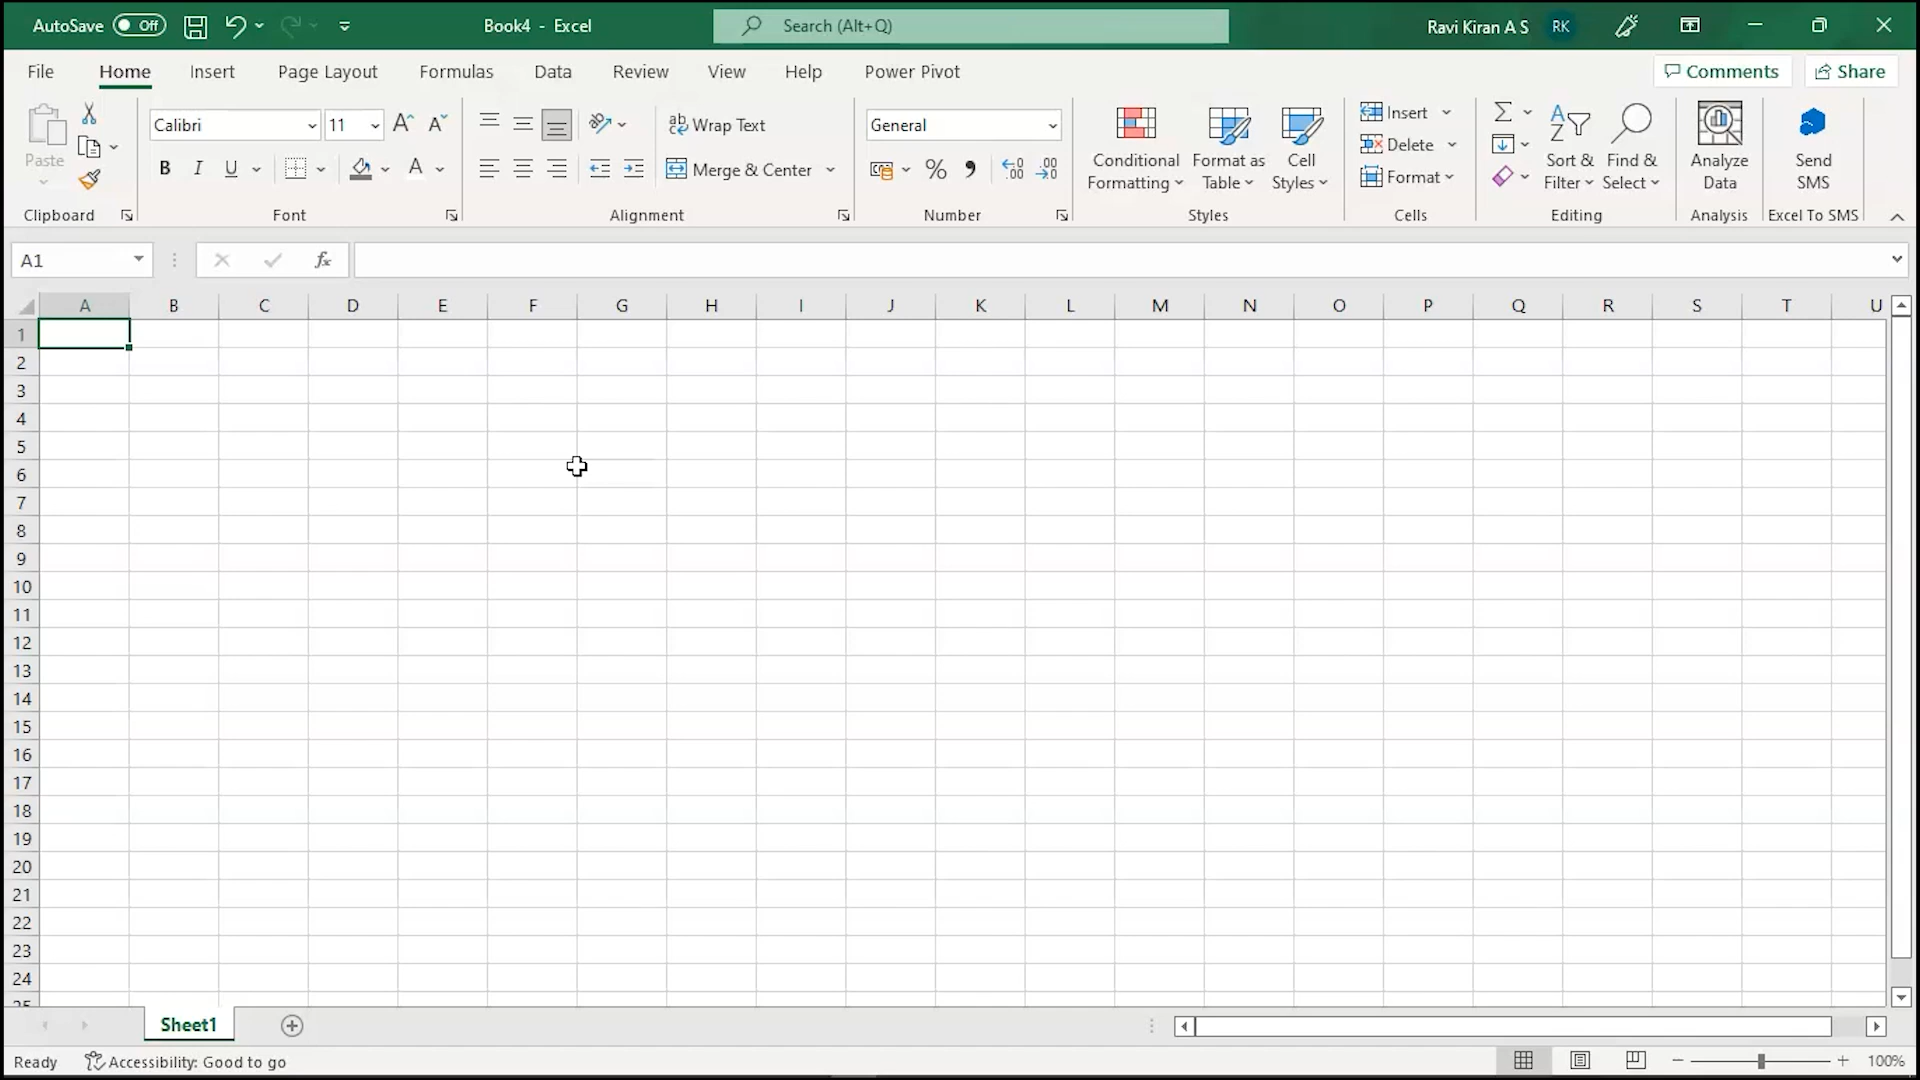 AutoSave Off Book4 - Excel Search (Alt+Q) Ravi Kiran A S RK
File Home Insert Page Layout Formulas Data Review View Help Power Pivot Comments Share
Paste
Clipboard
Calibri 11
B I U A
Font
ab Wrap Text
Merge & Center
Alignment
General
% 9
Number
Conditional Formatting
Format as Table
Cell Styles
Styles
Insert
Delete
Format
Cells
Sort & Filter
Find & Select
Editing
Analyze Data
Analysis
Send SMS
Excel To SMS
A1 fx
A B C D E F G H I J K L M N O P Q R S T U
1
2
3
4
5
6
7
8
9
10
11
12
13
14
15
16
17
18
19
20
21
22
23
24
25
Sheet1
Ready Accessibility: Good to go 100%